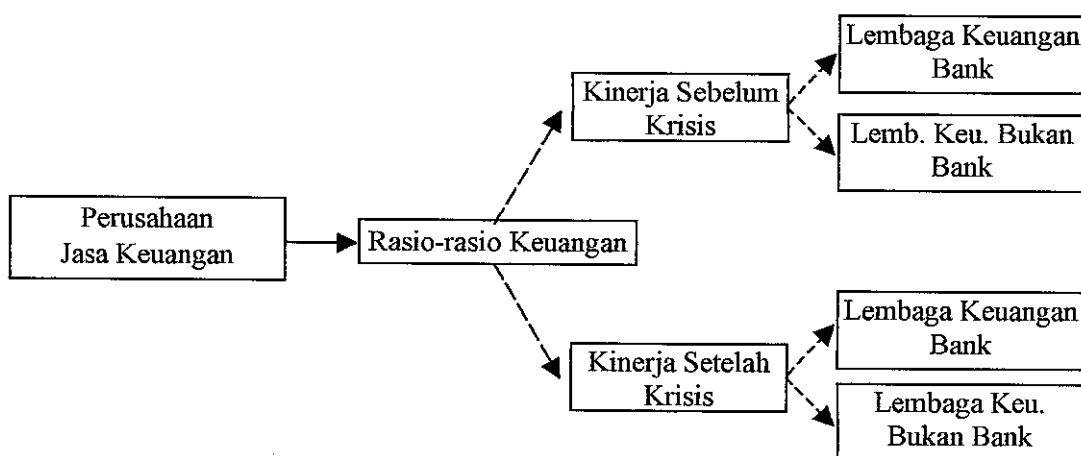 Perusahaan
Jasa Keuangan
Rasio-rasio Keuangan
Kinerja Sebelum
Krisis
Lembaga Keuangan
Bank
Lemb. Keu. Bukan
Bank
Kinerja Setelah
Krisis
Lembaga Keuangan
Bank
Lembaga Keu.
Bukan Bank